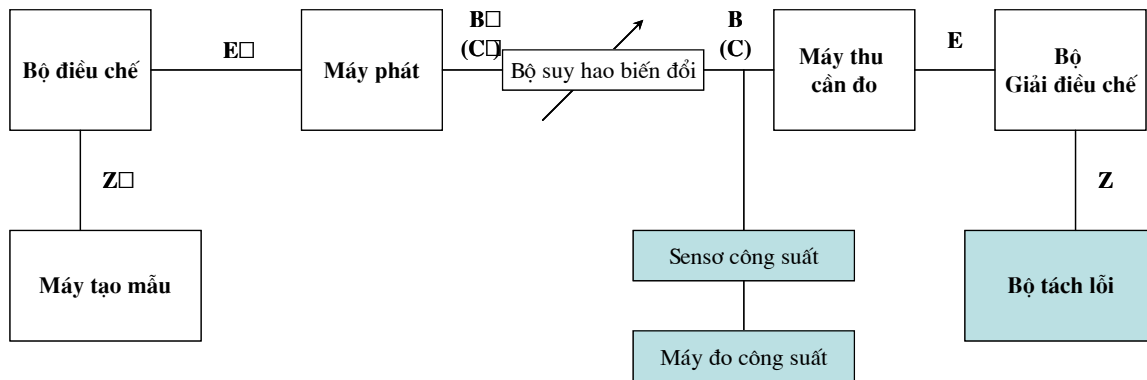 B□
(C□)
B
(C)
E□
E
Bộ điều chế
Máy phát
Bộ suy hao biến đổi
Máy thu
cần đo
Bộ
Giải điều chế
Z□
Z
Máy tạo mẫu
Sensơ công suất
Bộ tách lỗi
Máy đo công suất